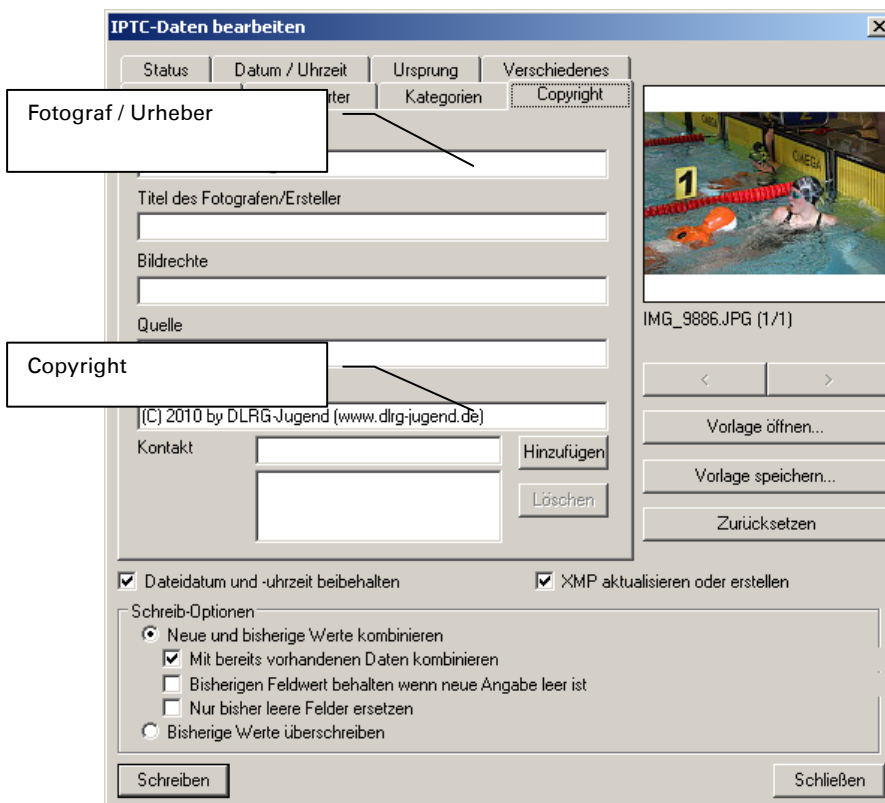 IPTC-Daten bearbeiten
Status Datum / Uhrzeit Ursprung Verschiedenes
Kategorien Copyright
Fotograf / Urheber
Titel des Fotografen/Ersteller
Bildrechte
Quelle
Copyright
(C) 2010 by DLRG-Jugend (www.dlrg-jugend.de)
Kontakt
Hinzufügen
Löschen
OMEGA
2
OMEGA
1
IMG_9886.JPG (1/1)
< >
Vorlage öffnen...
Vorlage speichern...
Zurücksetzen
Dateidatum und -uhrzeit beibehalten
XMP aktualisieren oder erstellen
Schreib-Optionen
Neue und bisherige Werte kombinieren
Mit bereits vorhandenen Daten kombinieren
Bisherigen Feldwert behalten wenn neue Angabe leer ist
Nur bisher leere Felder ersetzen
Bisherige Werte überschreiben
Schreiben
Schließen